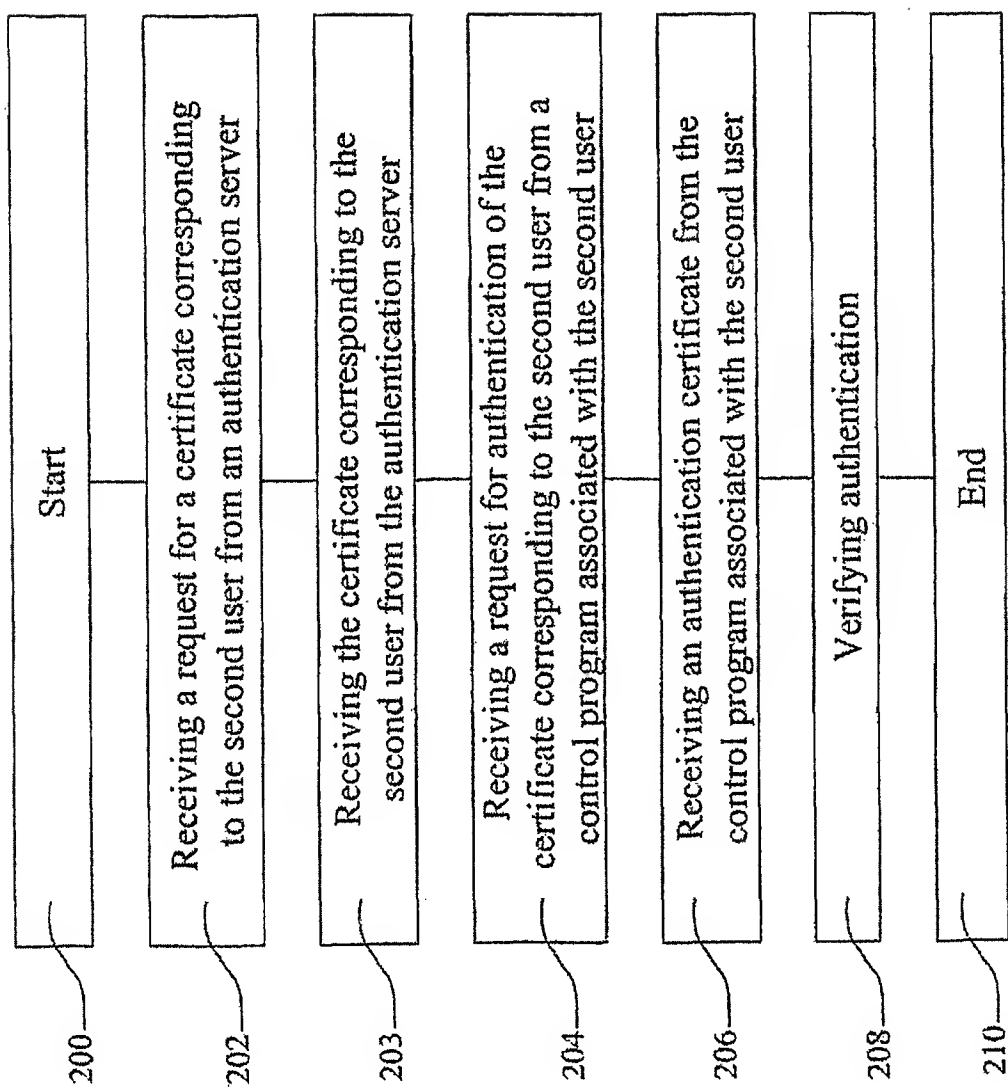 Start
200
Receiving a request for a certificate corresponding
to the second user from an authentication server
202
Receiving the certificate corresponding to the
second user from the authentication server
203
Receiving a request for authentication of the
certificate corresponding to the second user from a
control program associated with the second user
204
Receiving an authentication certificate from the
control program associated with the second user
206
Verifying authentication
208
End
210